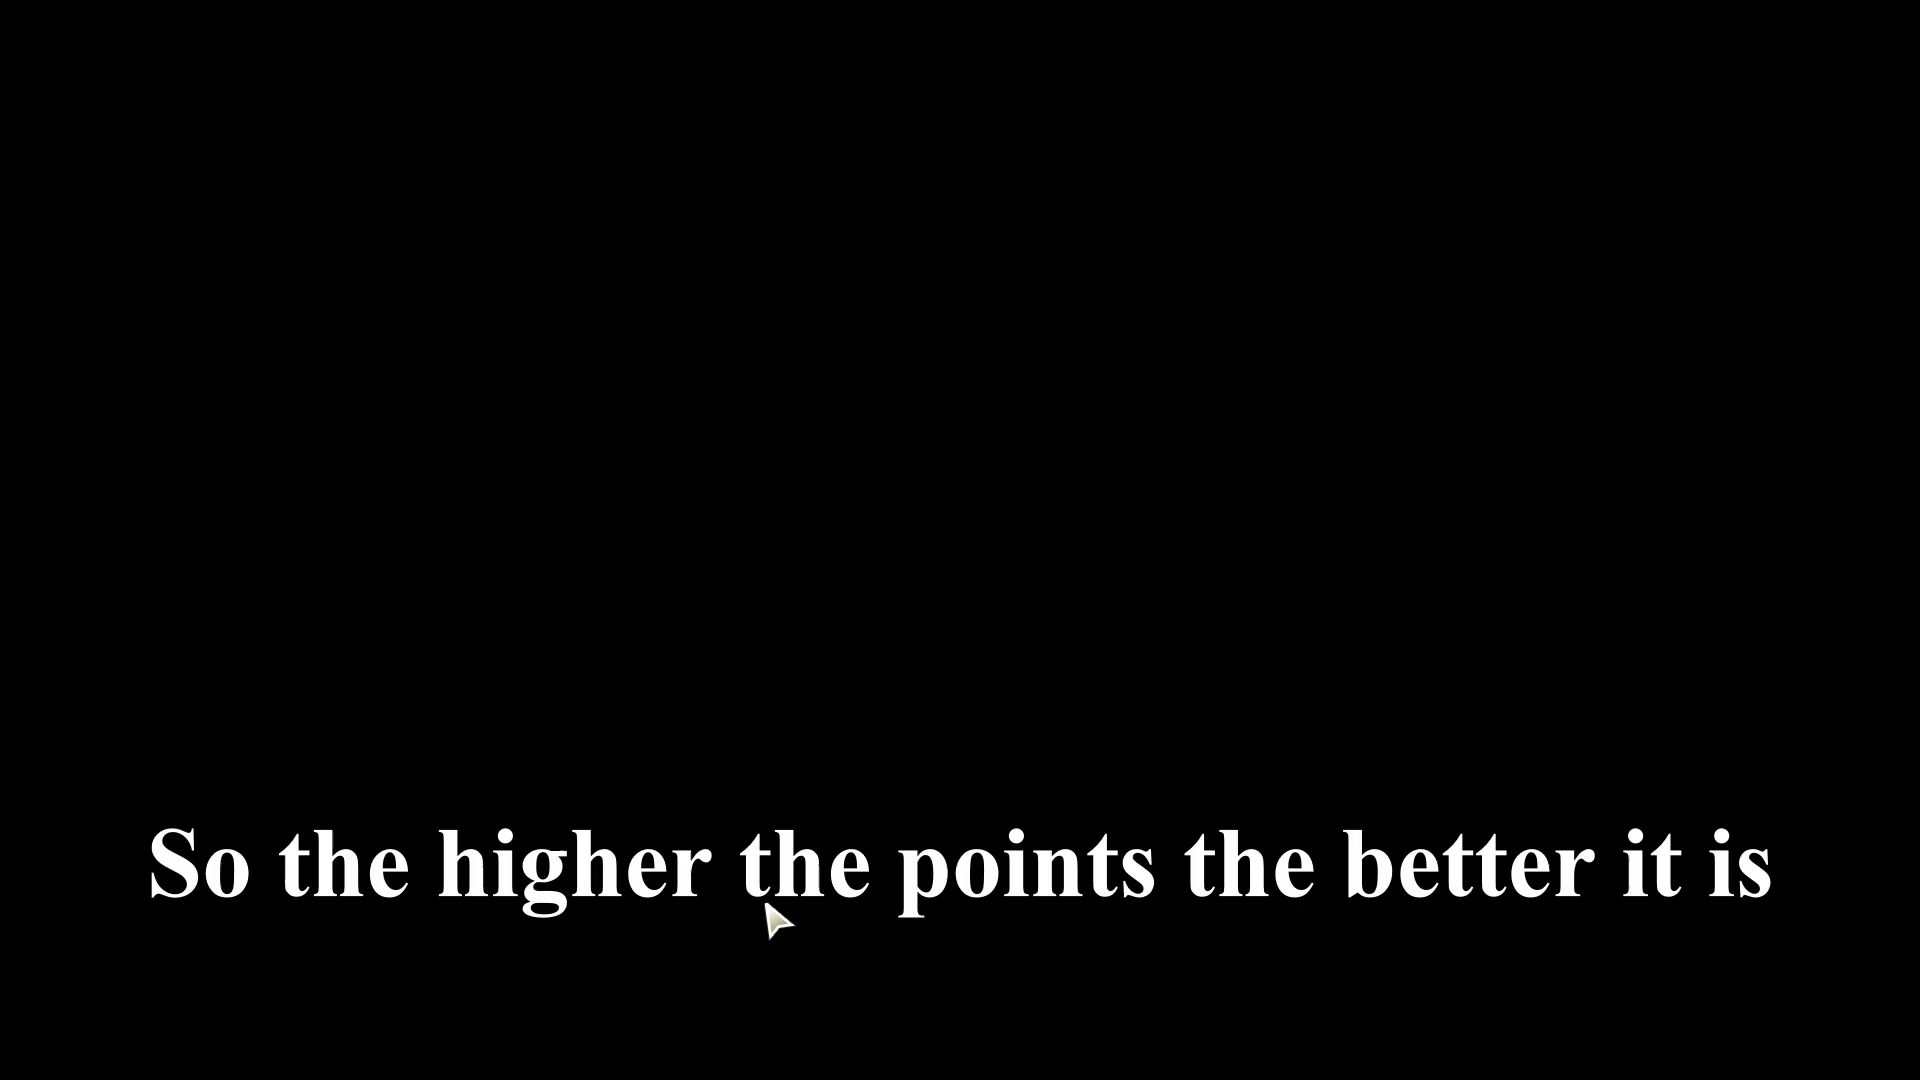 So the higher the points the better it is